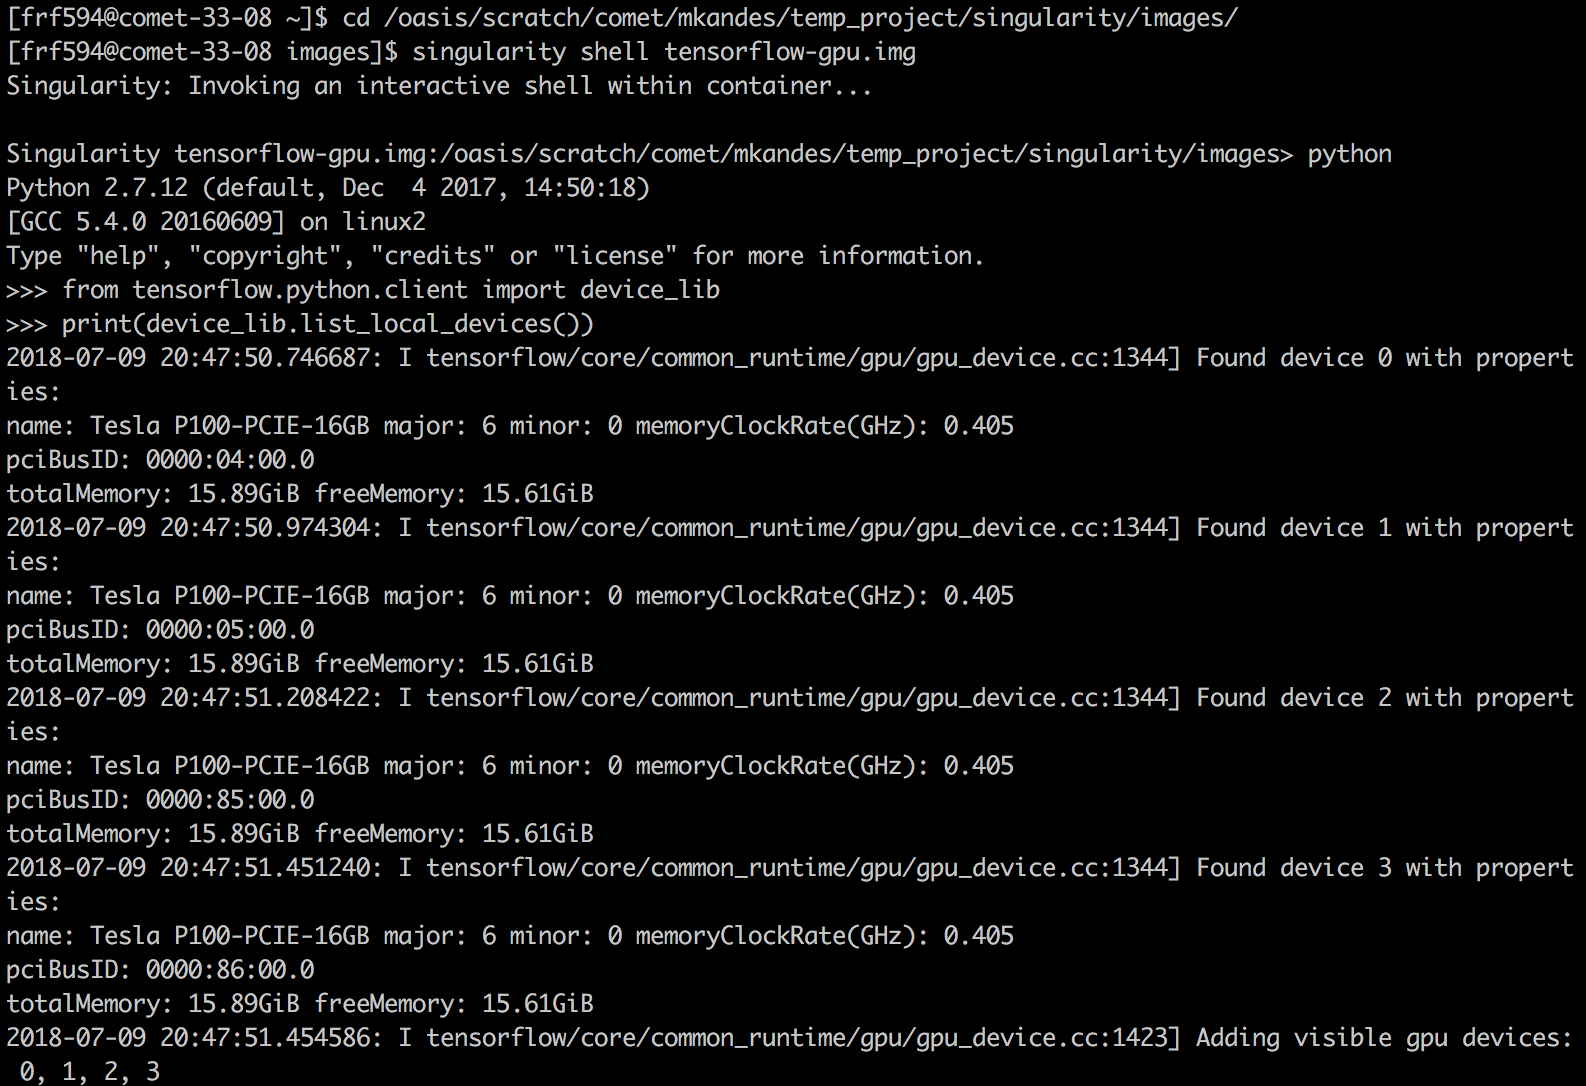 [frf594@comet-33-08 ~]$ cd /oasis/scratch/comet/mkandes/temp_project/singularity/images/
[frf594@comet-33-08 images]$ singularity shell tensorflow-gpu.img
Singularity: Invoking an interactive shell within container...

Singularity tensorflow-gpu.img:/oasis/scratch/comet/mkandes/temp_project/singularity/images> python
Python 2.7.12 (default, Dec  4 2017, 14:50:18)
[GCC 5.4.0 20160609] on linux2
Type "help", "copyright", "credits" or "license" for more information.
>>> from tensorflow.python.client import device_lib
>>> print(device_lib.list_local_devices())
2018-07-09 20:47:50.746687: I tensorflow/core/common_runtime/gpu/gpu_device.cc:1344] Found device 0 with propert
ies:
name: Tesla P100-PCIE-16GB major: 6 minor: 0 memoryClockRate(GHz): 0.405
pciBusID: 0000:04:00.0
totalMemory: 15.89GiB freeMemory: 15.61GiB
2018-07-09 20:47:50.974304: I tensorflow/core/common_runtime/gpu/gpu_device.cc:1344] Found device 1 with propert
ies:
name: Tesla P100-PCIE-16GB major: 6 minor: 0 memoryClockRate(GHz): 0.405
pciBusID: 0000:05:00.0
totalMemory: 15.89GiB freeMemory: 15.61GiB
2018-07-09 20:47:51.208422: I tensorflow/core/common_runtime/gpu/gpu_device.cc:1344] Found device 2 with propert
ies:
name: Tesla P100-PCIE-16GB major: 6 minor: 0 memoryClockRate(GHz): 0.405
pciBusID: 0000:85:00.0
totalMemory: 15.89GiB freeMemory: 15.61GiB
2018-07-09 20:47:51.451240: I tensorflow/core/common_runtime/gpu/gpu_device.cc:1344] Found device 3 with propert
ies:
name: Tesla P100-PCIE-16GB major: 6 minor: 0 memoryClockRate(GHz): 0.405
pciBusID: 0000:86:00.0
totalMemory: 15.89GiB freeMemory: 15.61GiB
2018-07-09 20:47:51.454586: I tensorflow/core/common_runtime/gpu/gpu_device.cc:1423] Adding visible gpu devices:
 0, 1, 2, 3